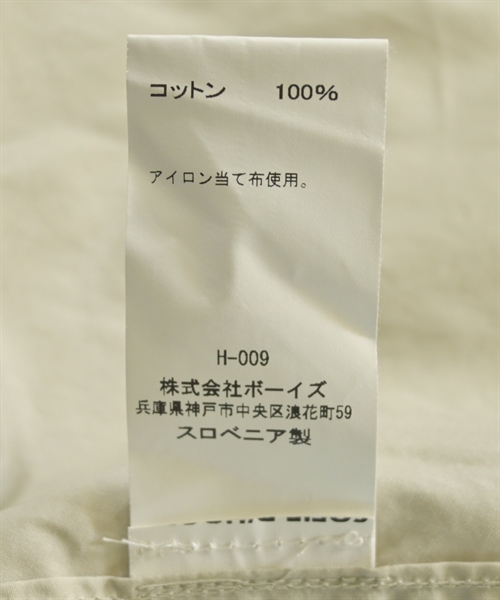 コットン 100%
アイロン当て布使用。
H-009
株式会社ボーイズ
兵庫県神戸市中央区浪花町59
スロベニア製